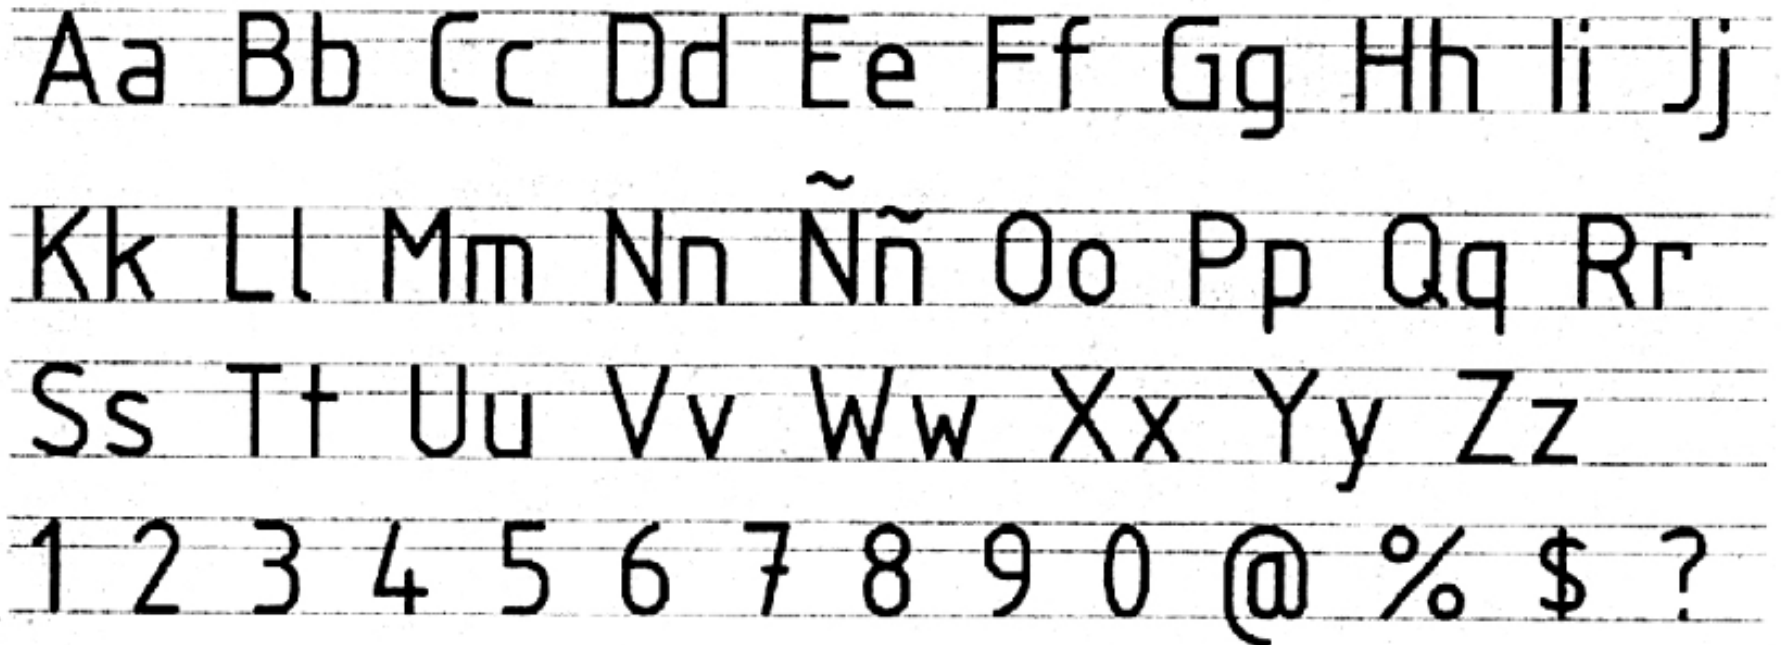 Aa Bb Cc Dd Ee Ff Gg Hh Ii Jj
Kk Ll Mm Nn Ññ Oo Pp Qq Rr
Ss Tt Uu Vv Ww Xx Yy Zz
1 2 3 4 5 6 7 8 9 0 @ % $ ?